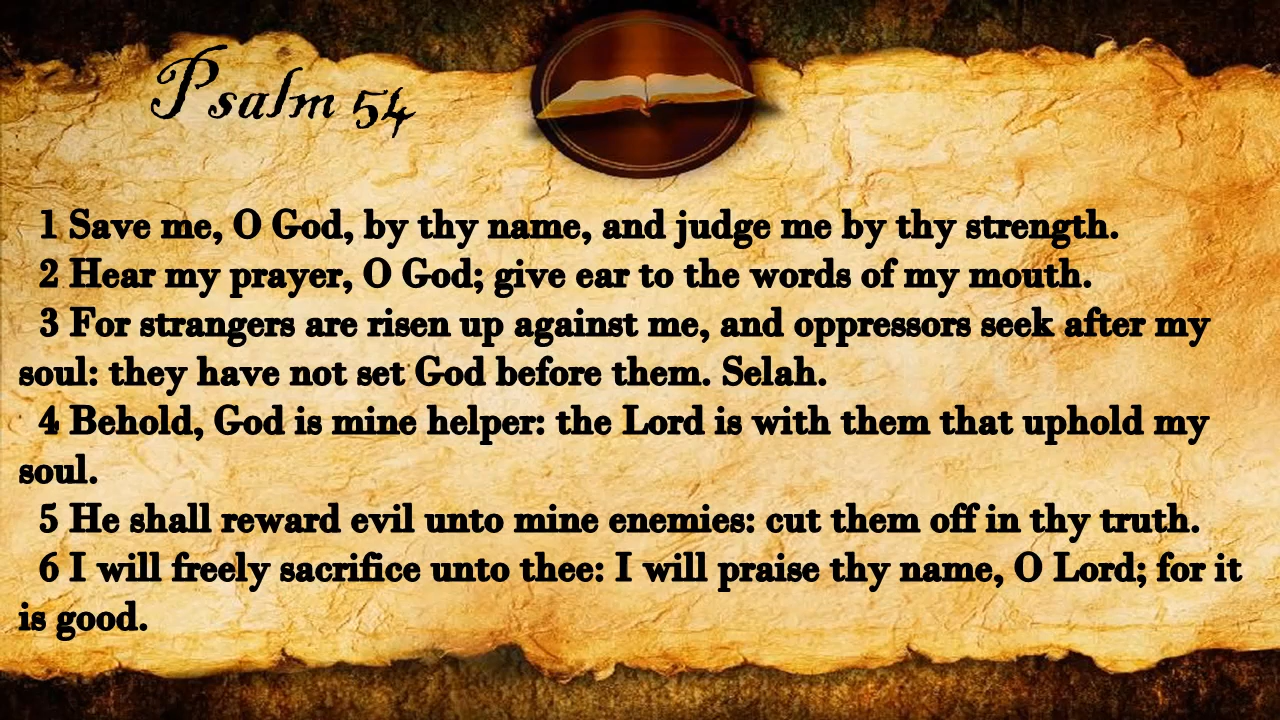 Psalm 54
1 Save me, O God, by thy name, and judge me by thy strength.
2 Hear my prayer, O God; give ear to the words of my mouth.
3 For strangers are risen up against me, and oppressors seek after my
soul: they have not set God before them. Selah.
4 Behold, God is mine helper: the Lord is with them that uphold my
soul.
5 He shall reward evil unto mine enemies: cut them off in thy truth.
6 I will freely sacrifice unto thee: I will praise thy name, O Lord; for it
is good.